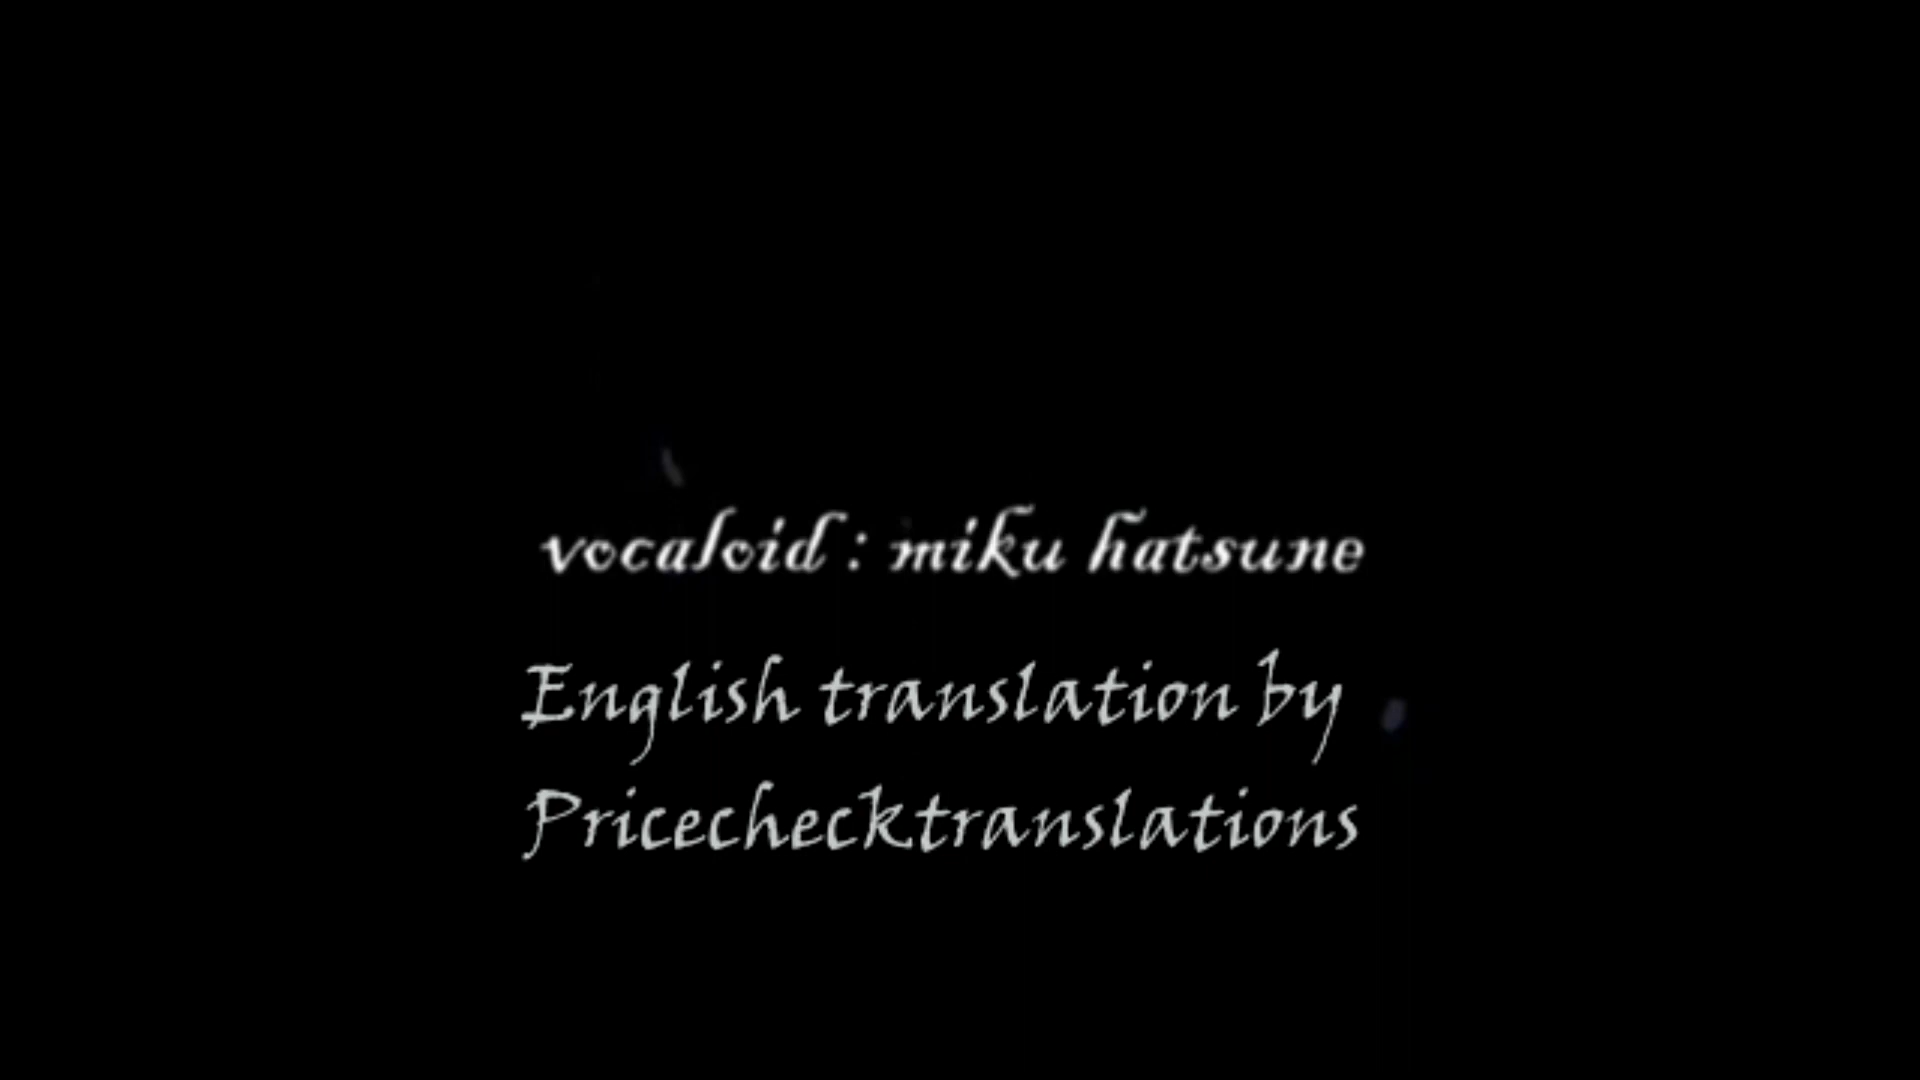 vocaloid : miku hatsune
English translation by
Pricechecktranslations